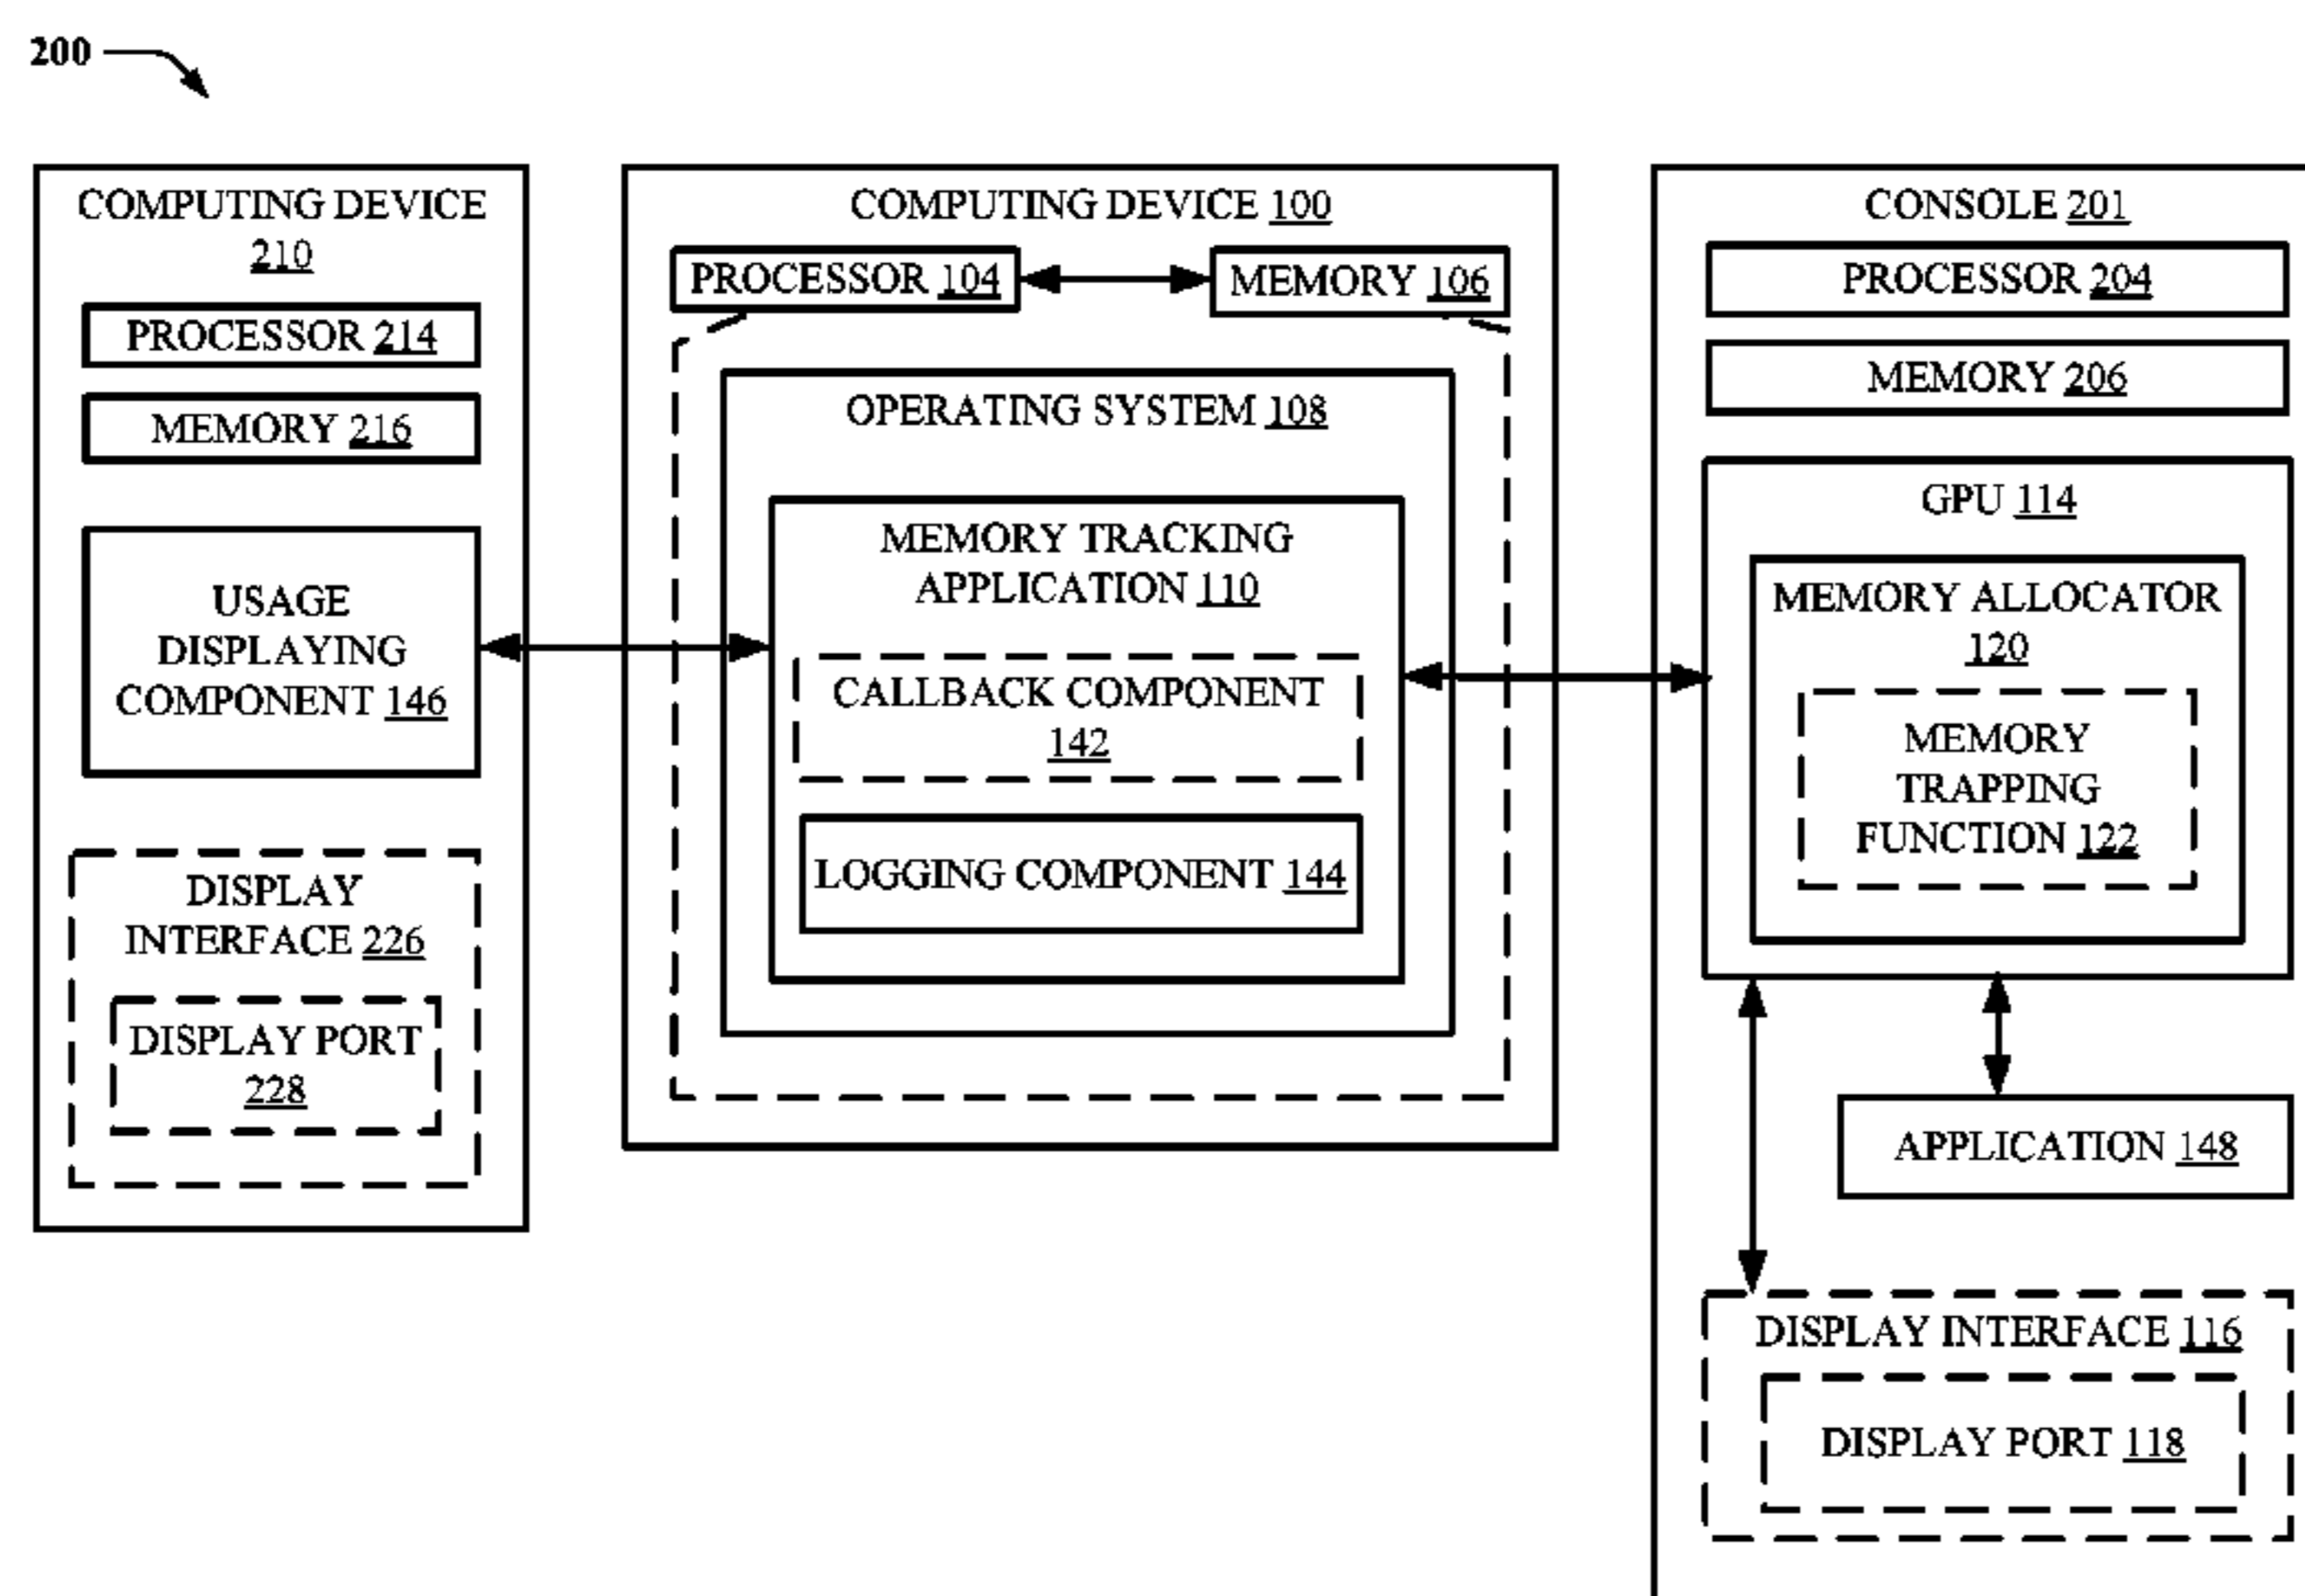 200
COMPUTING DEVICE
210
PROCESSOR 214
MEMORY 216
USAGE
DISPLAYING
COMPONENT 146
DISPLAY
INTERFACE 226
DISPLAY PORT
228
COMPUTING DEVICE 100
PROCESSOR 104
MEMORY 106
OPERATING SYSTEM 108
MEMORY TRACKING
APPLICATION 110
CALLBACK COMPONENT
142
LOGGING COMPONENT 144
CONSOLE 201
PROCESSOR 204
MEMORY 206
GPU 114
MEMORY ALLOCATOR
120
MEMORY
TRAPPING
FUNCTION 122
APPLICATION 148
DISPLAY INTERFACE 116
DISPLAY PORT 118